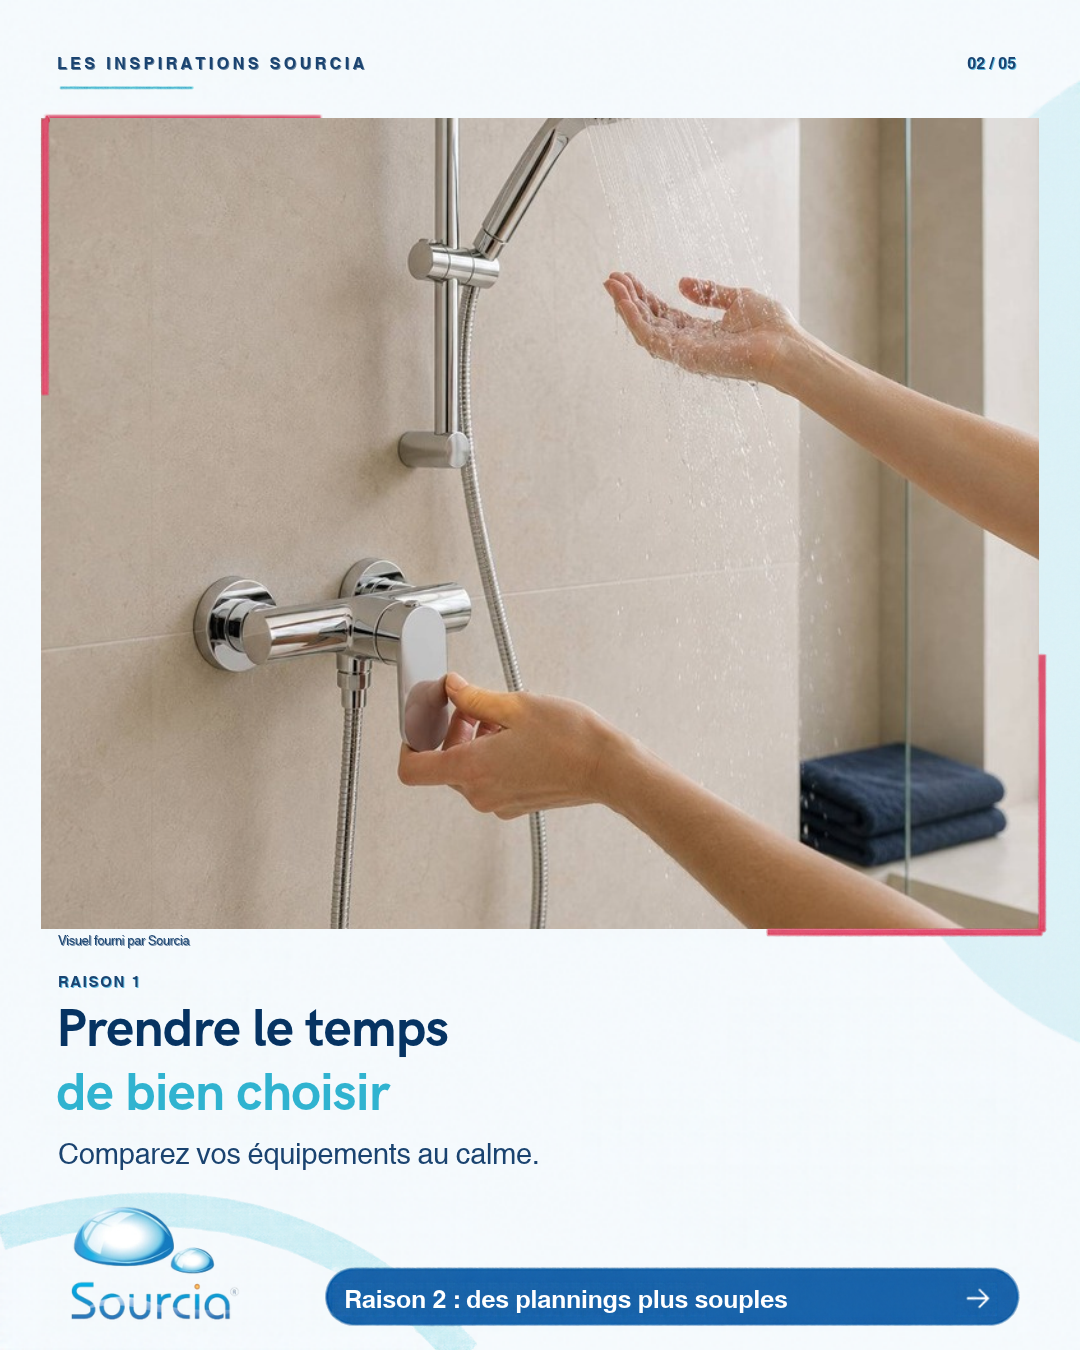 LES INSPIRATIONS SOURCIA
02 / 05
Visuel fourni par Sourcia
RAISON 1
Prendre le temps
de bien choisir
Comparez vos équipements au calme.
Sourcia®
Raison 2 : des plannings plus souples →